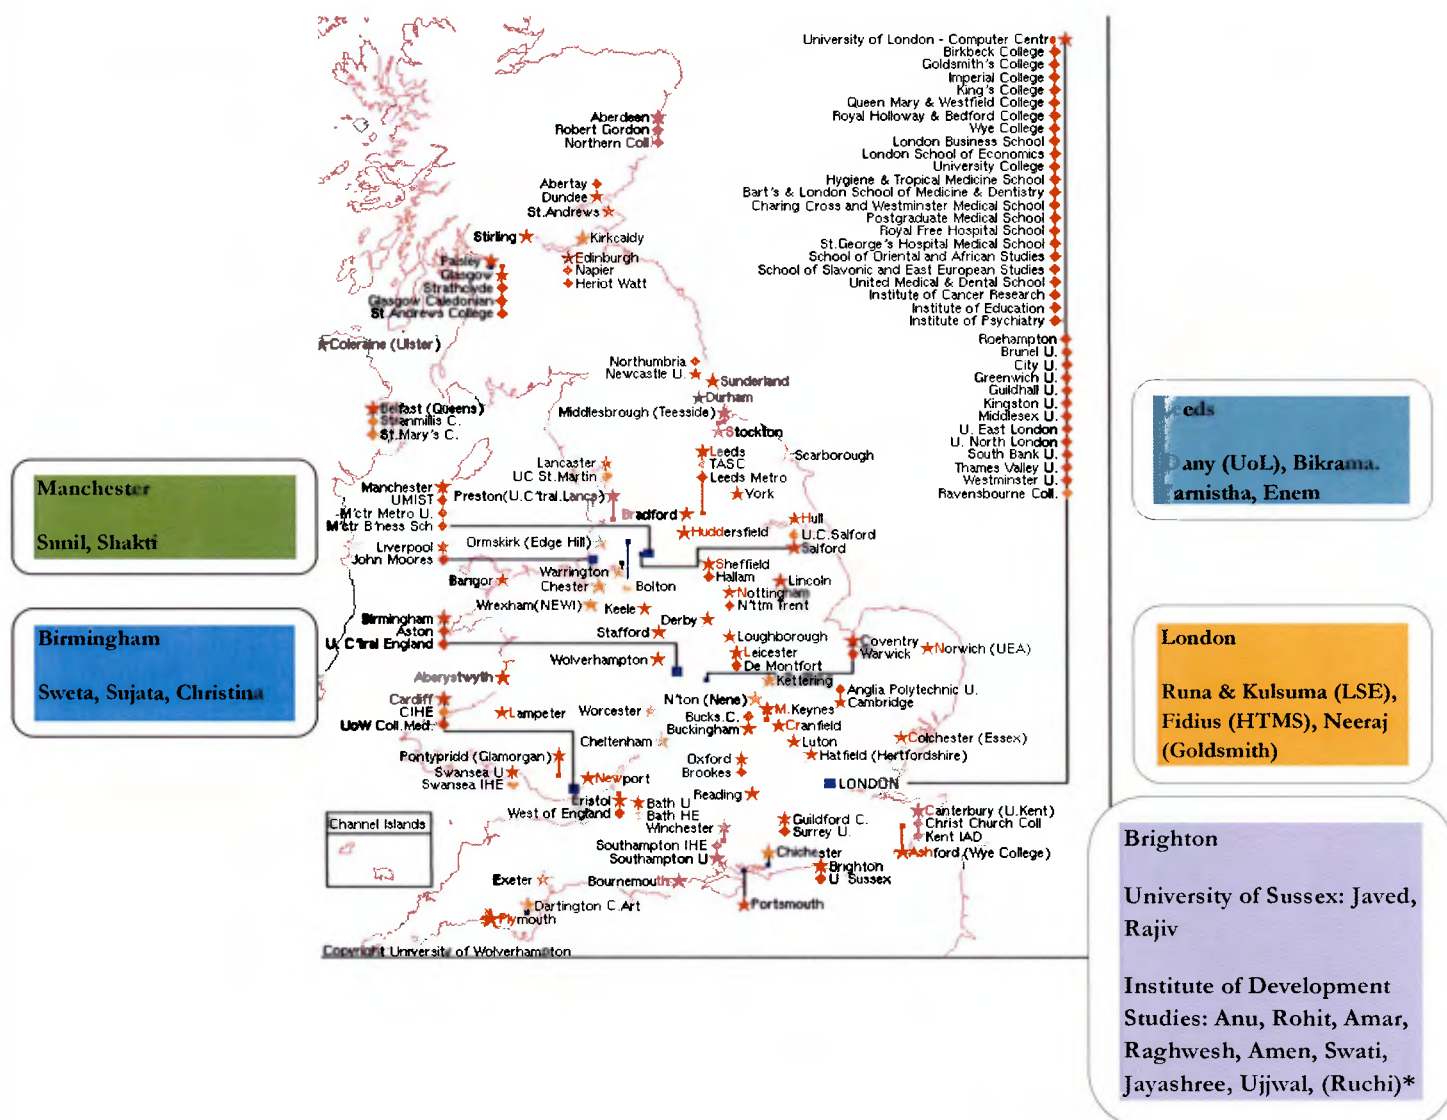 University of London - Computer Centre
Birkbeck College
Goldsmith's College
Imperial College
King's College
Queen Mary & Westfield College
Royal Holloway & Bedford College
Wye College
London Business School
London School of Economics
University College
Hygiene & Tropical Medicine School
Bart's & London School of Medicine & Dentistry
Charing Cross and Westminster Medical School
Postgraduate Medical School
Royal Free Hospital School
St.George's Hospital Medical School
School of Oriental and African Studies
School of Slavonic and East European Studies
United Medical & Dental School
Institute of Cancer Research
Institute of Education
Institute of Psychiatry
Roehampton
Brunel U.
City U.
Greenwich U.
Guildhall U.
Kingston U.
Middlesex U.
U. East London
U. North London
South Bank U.
Thames Valley U.
Westminster U.
Ravensbourne Coll.
Aberdeen
Robert Gordon
Northern Coll
Abertay
Dundee
St.Andrews
Stirling
Kirkcaldy
Edinburgh
Napier
Heriot Watt
Paisley
Glasgow
Strathclyde
Glasgow Caledonian
St.Andrews College
Coleraine (Ulster)
Northumbria
Newcastle U.
Sunderland
Durham
Middlesbrough (Teesside)
Stockton
Belfast (Queens)
Stranmillis C.
St.Mary's C.
Lancaster
UC St.Martin
Preston(U.C'tral.Lancs)
Leeds
TASC
Leeds Metro
Scarborough
York
Bradford
Huddersfield
Hull
U.C.Salford
Salford
Manchester
UMIST
M'ctr Metro U.
M'ctr B'ness Sch
Liverpool
John Moores
Ormskirk (Edge Hill)
Warrington
Chester
Bolton
Bangor
Wrexham(NEWI)
Sheffield
Hallam
Lincoln
Nottingham
N'ttm Trent
Keele
Derby
Stafford
Birmingham
Aston
U. C'tral England
Wolverhampton
Loughborough
Leicester
De Montfort
Coventry
Warwick
Norwich (UEA)
Kettering
Aberystwyth
Cardiff
CIHE
UoW Coll.Med.
Lampeter
Worcester
Cheltenham
N'ton (Nene)
Bucks.C.
Buckingham
M.Keynes
Cranfield
Luton
Hatfield (Hertfordshire)
Anglia Polytechnic U.
Cambridge
Colchester (Essex)
Pontypridd (Glamorgan)
Swansea U
Swansea IHE
Newport
Bristol
West of England
Bath U
Bath HE
Oxford
Brookes
Reading
LONDON
Winchester
Southampton IHE
Southampton U
Guildford C.
Surrey U.
Canterbury (U.Kent)
Christ Church Coll
Kent IAD
Ashford (Wye College)
Chichester
Brighton
U Sussex
Channel Islands
Exeter
Bournemouth
Dartington C.Art
Plymouth
Portsmouth
Copyright University of Wolverhampton
Manchester
Sunil, Shakti
Birmingham
Sweta, Sujata, Christina
eeds
any (UoL), Bikrama.
arnistha, Enem
London
Runa & Kulsuma (LSE),
Fidius (HTMS), Neeraj
(Goldsmith)
Brighton
University of Sussex: Javed,
Rajiv
Institute of Development
Studies: Anu, Rohit, Amar,
Raghwesh, Amen, Swati,
Jayashree, Ujjwal, (Ruchi)*